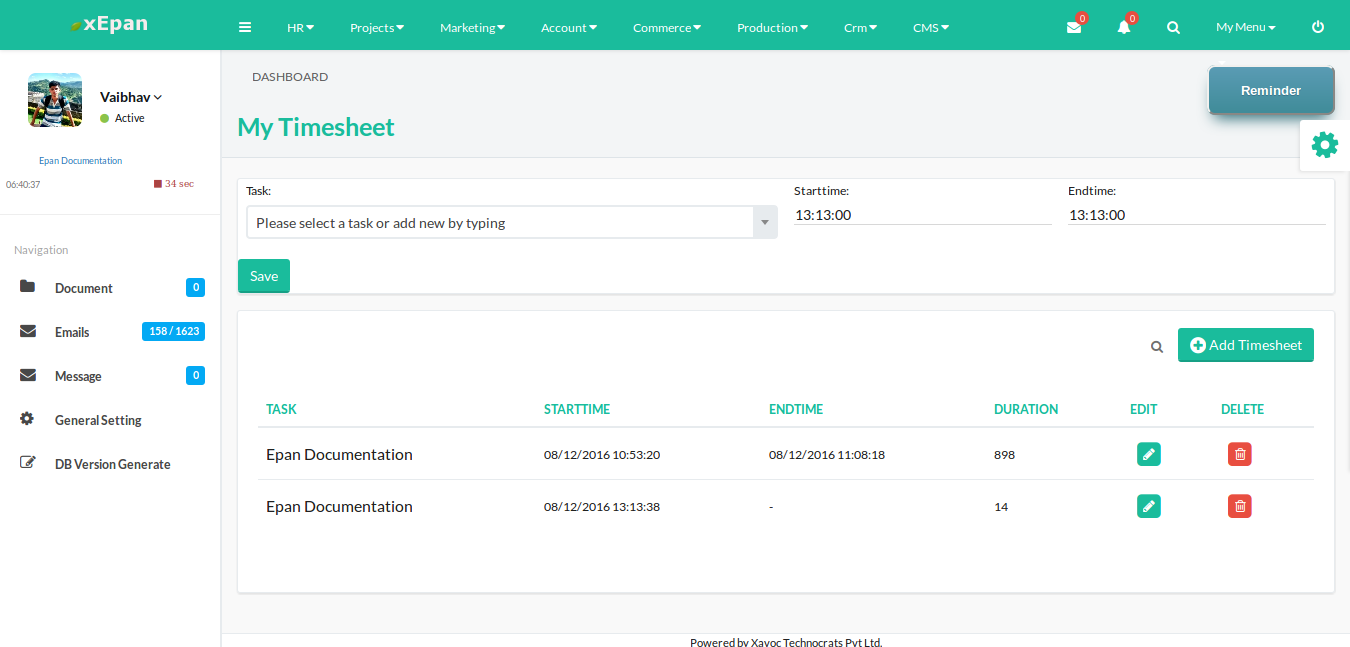 xEpan
HR Projects Marketing Account Commerce Production Crm CMS 0 0 My Menu
Vaibhav
Active
Epan Documentation
06:40:37 34 sec
Navigation
Document 0
Emails 158 / 1623
Message 0
General Setting
DB Version Generate
DASHBOARD
Reminder
My Timesheet
Task: Starttime: Endtime:
Please select a task or add new by typing 13:13:00 13:13:00
Save
Add Timesheet
TASK STARTTIME ENDTIME DURATION EDIT DELETE
Epan Documentation 08/12/2016 10:53:20 08/12/2016 11:08:18 898
Epan Documentation 08/12/2016 13:13:38 - 14
Powered by Xavoc Technocrats Pvt Ltd.